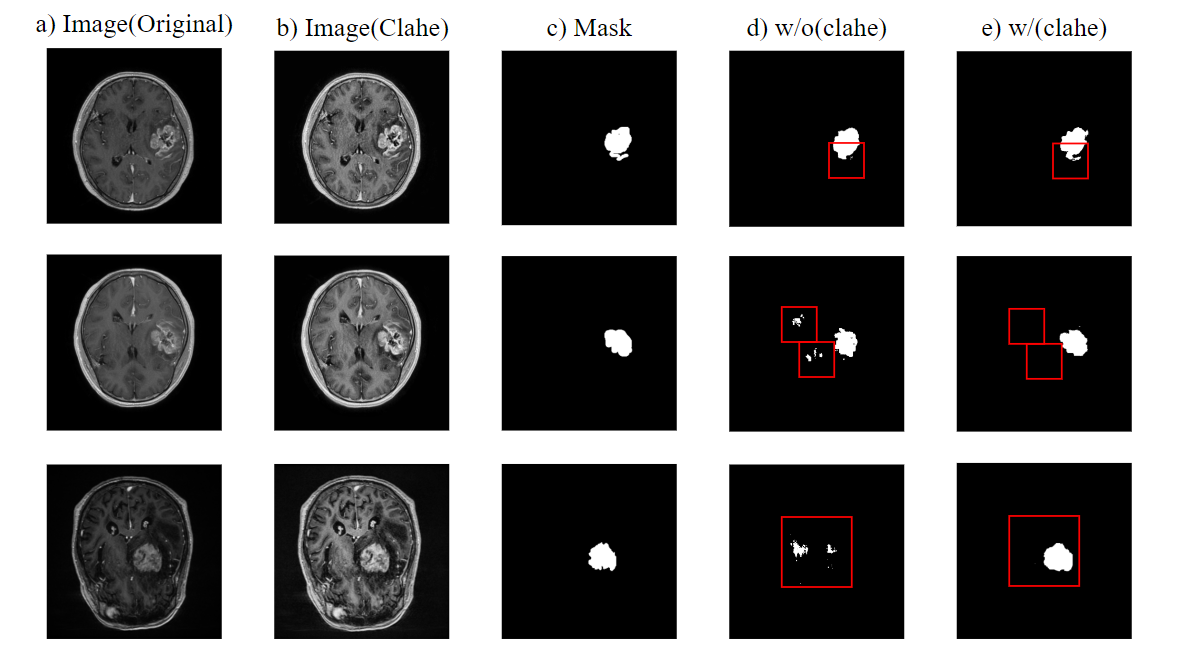 a) Image(Original)
b) Image(Clahe)
c) Mask
d) w/o(clahe)
e) w/(clahe)